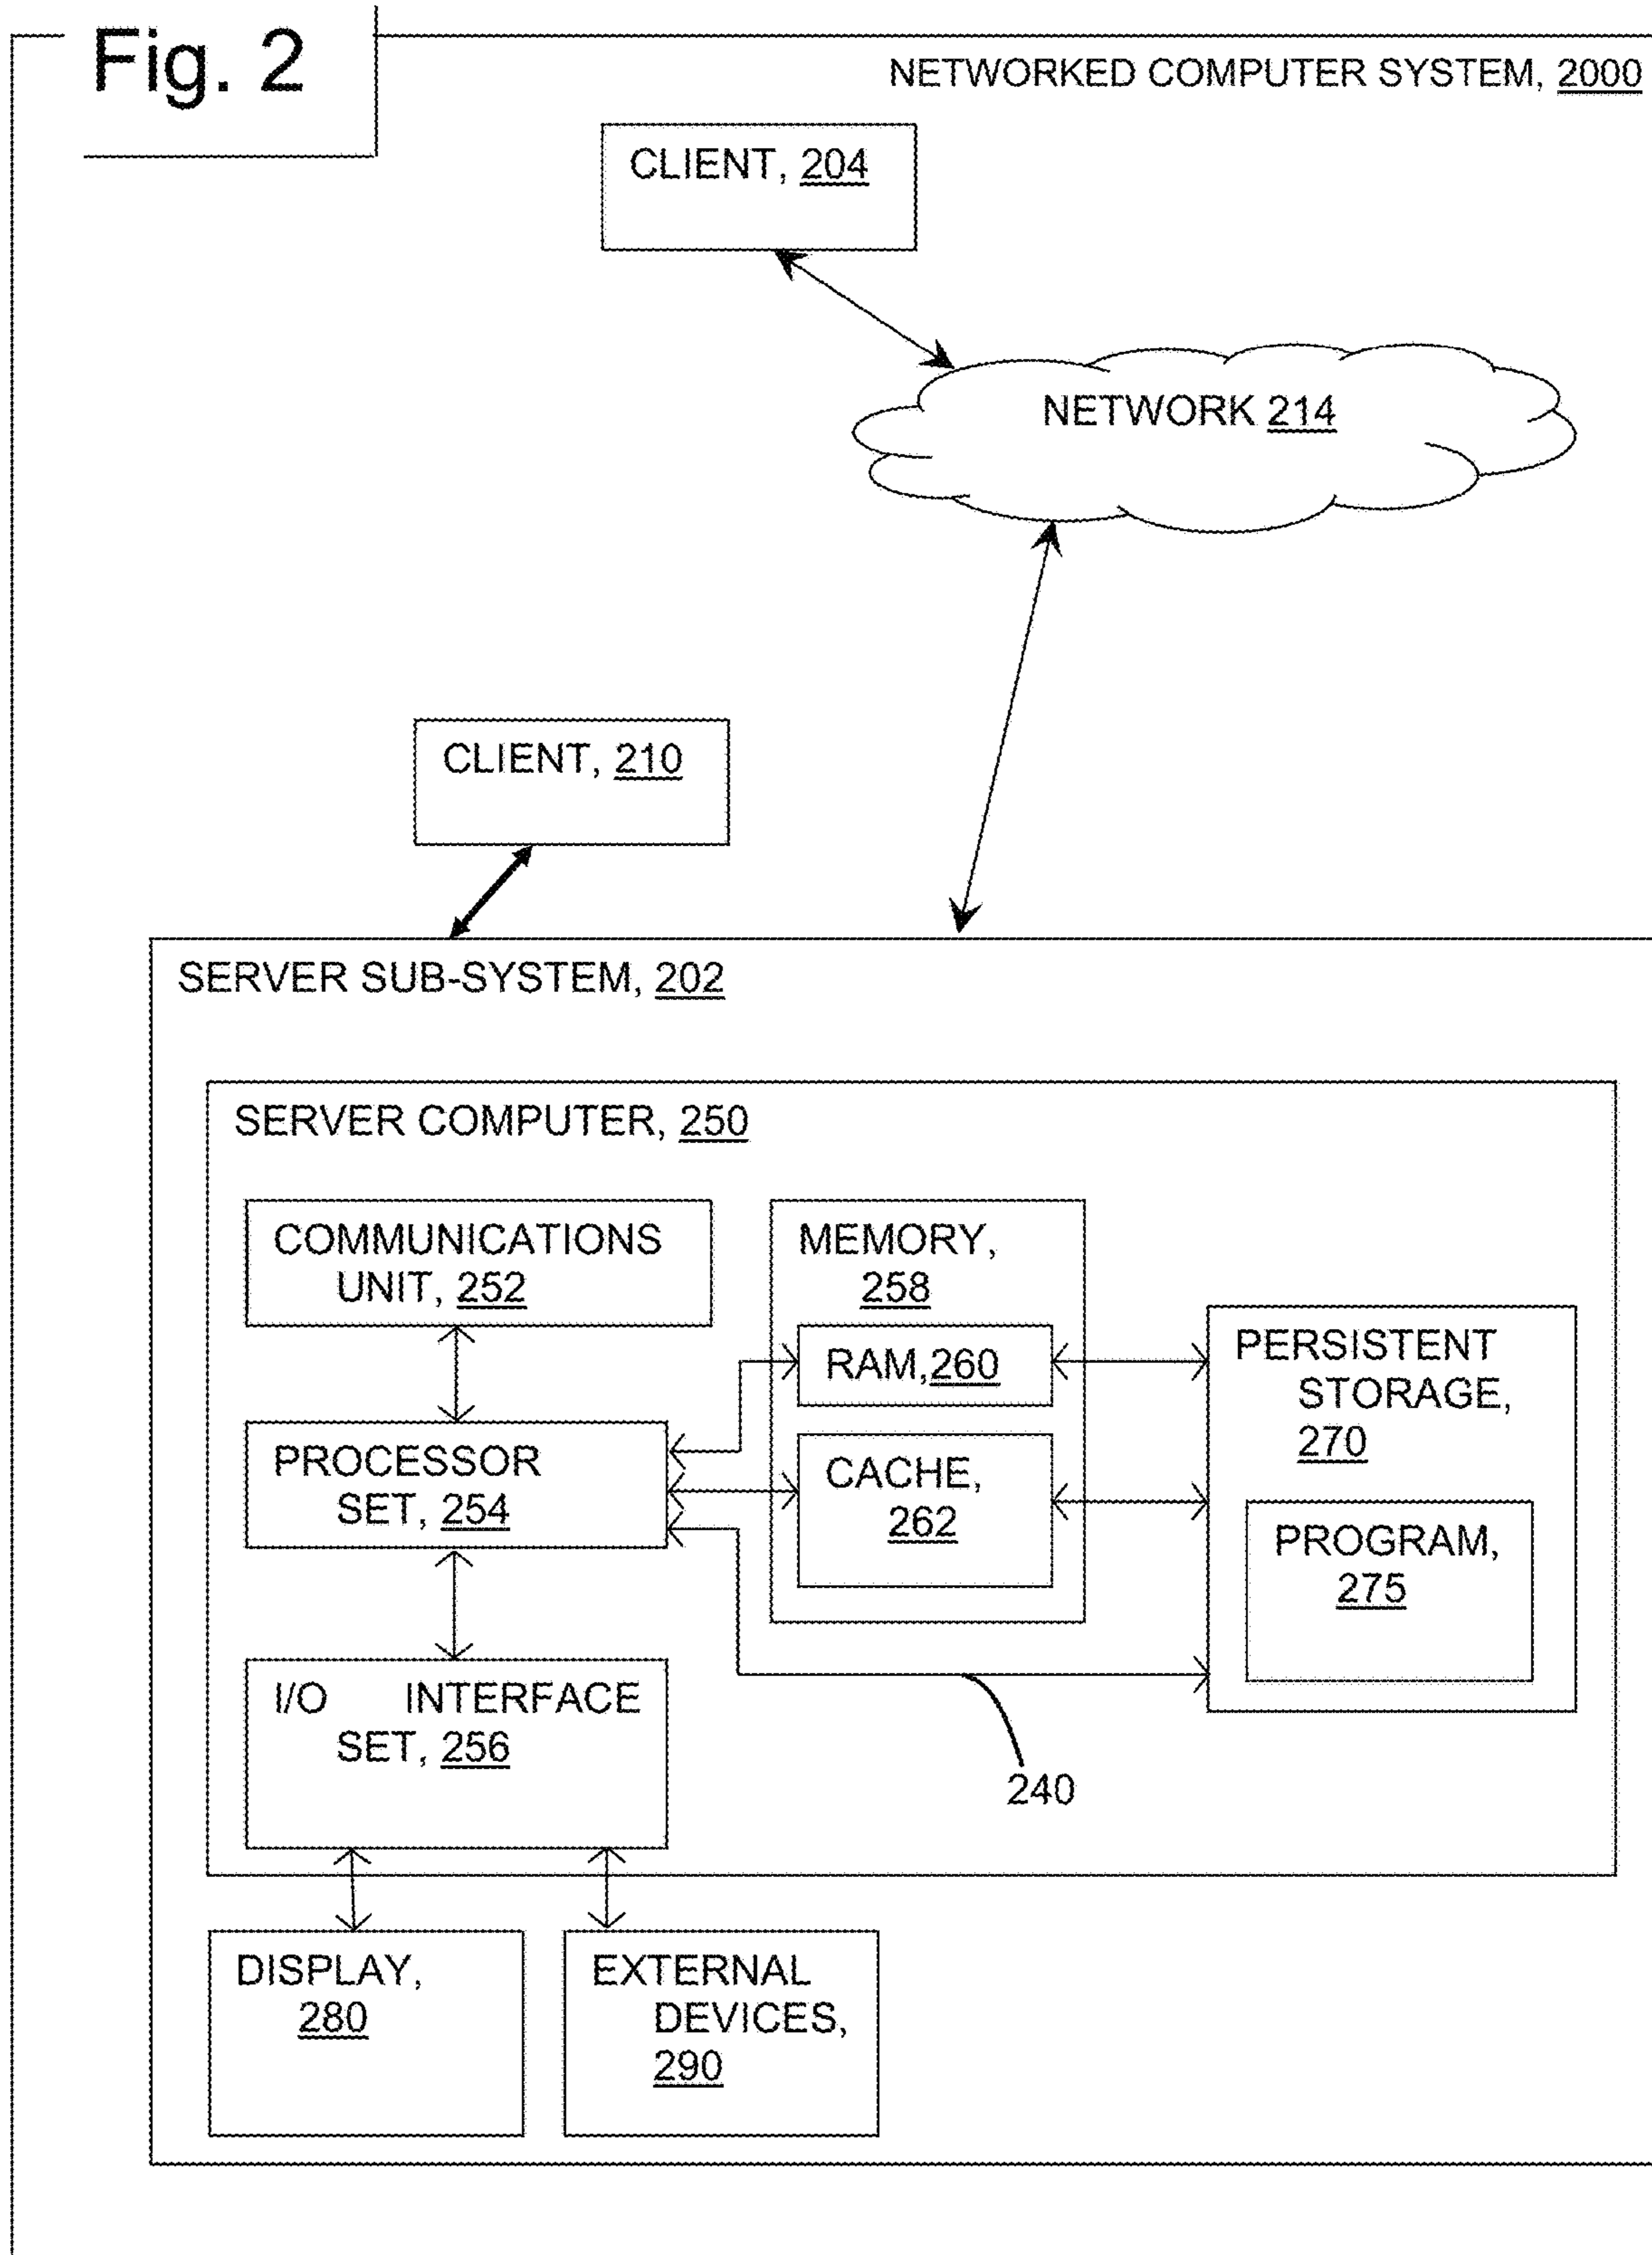 Fig. 2
NETWORKED COMPUTER SYSTEM, 2000
CLIENT, 204
NETWORK 214
CLIENT, 210
SERVER SUB-SYSTEM, 202
SERVER COMPUTER, 250
COMMUNICATIONS
UNIT, 252
MEMORY,
258
RAM,260
PERSISTENT
STORAGE,
270
PROCESSOR
SET, 254
CACHE,
262
PROGRAM,
275
I/O INTERFACE
SET, 256
240
DISPLAY,
280
EXTERNAL
DEVICES,
290